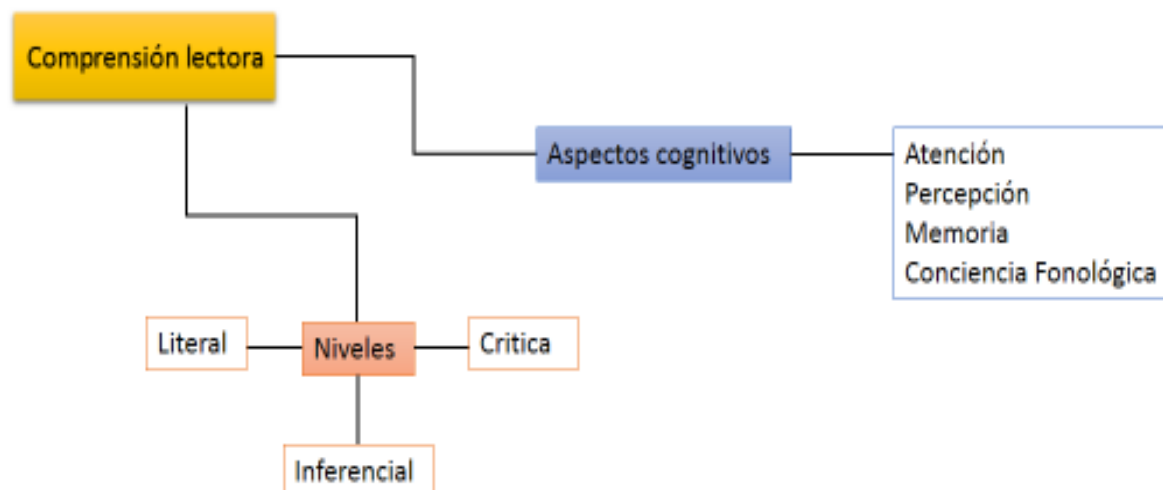 Comprensión lectora
Aspectos cognitivos
Atención
Percepción
Memoria
Conciencia Fonológica
Literal
Niveles
Critica
Inferencial